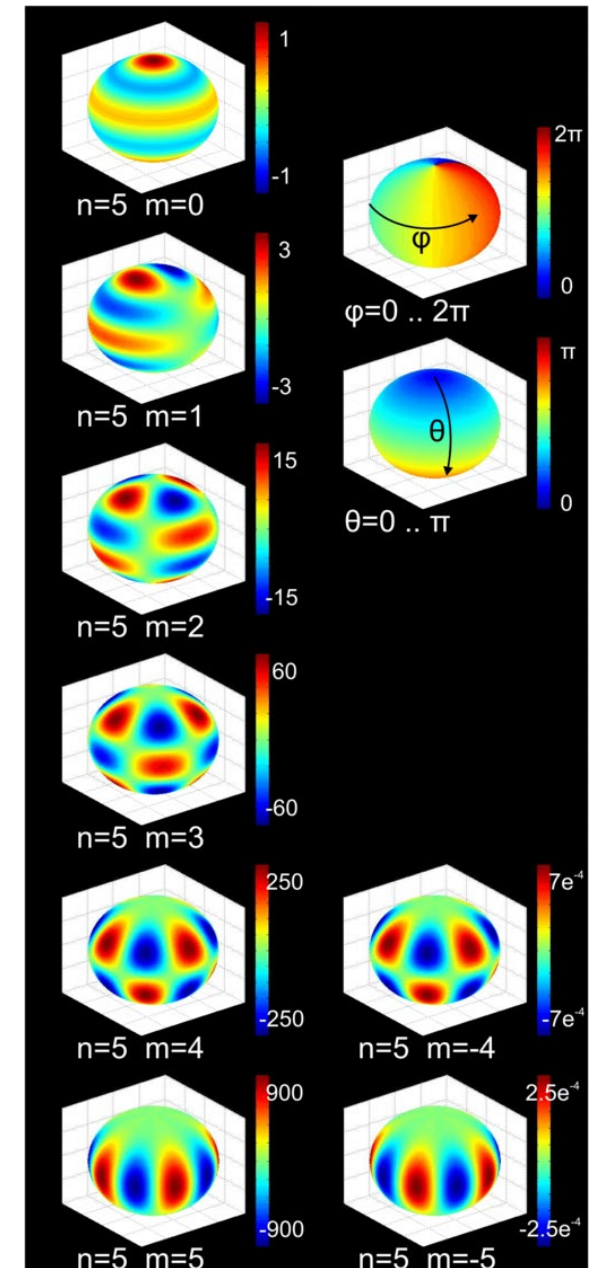 1
-1
n=5 m=0
3
-3
n=5 m=1
15
-15
n=5 m=2
60
-60
n=5 m=3
250
-250
n=5 m=4
900
-900
n=5 m=5
2π
φ
0
φ=0 .. 2π
π
θ
0
θ=0 .. π
7e⁻⁴
-7e⁻⁴
n=5 m=-4
2.5e⁻⁴
-2.5e⁻⁴
n=5 m=-5